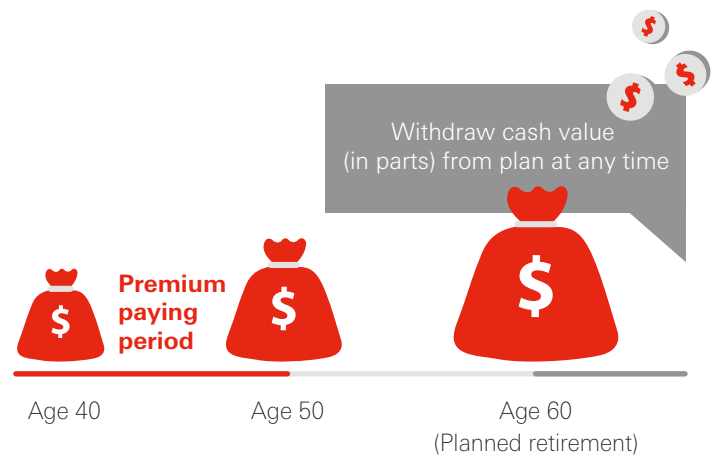 $
$
$
Withdraw cash value
(in parts) from plan at any time
Premium
paying
period
$
$
$
Age 40
Age 50
Age 60
(Planned retirement)